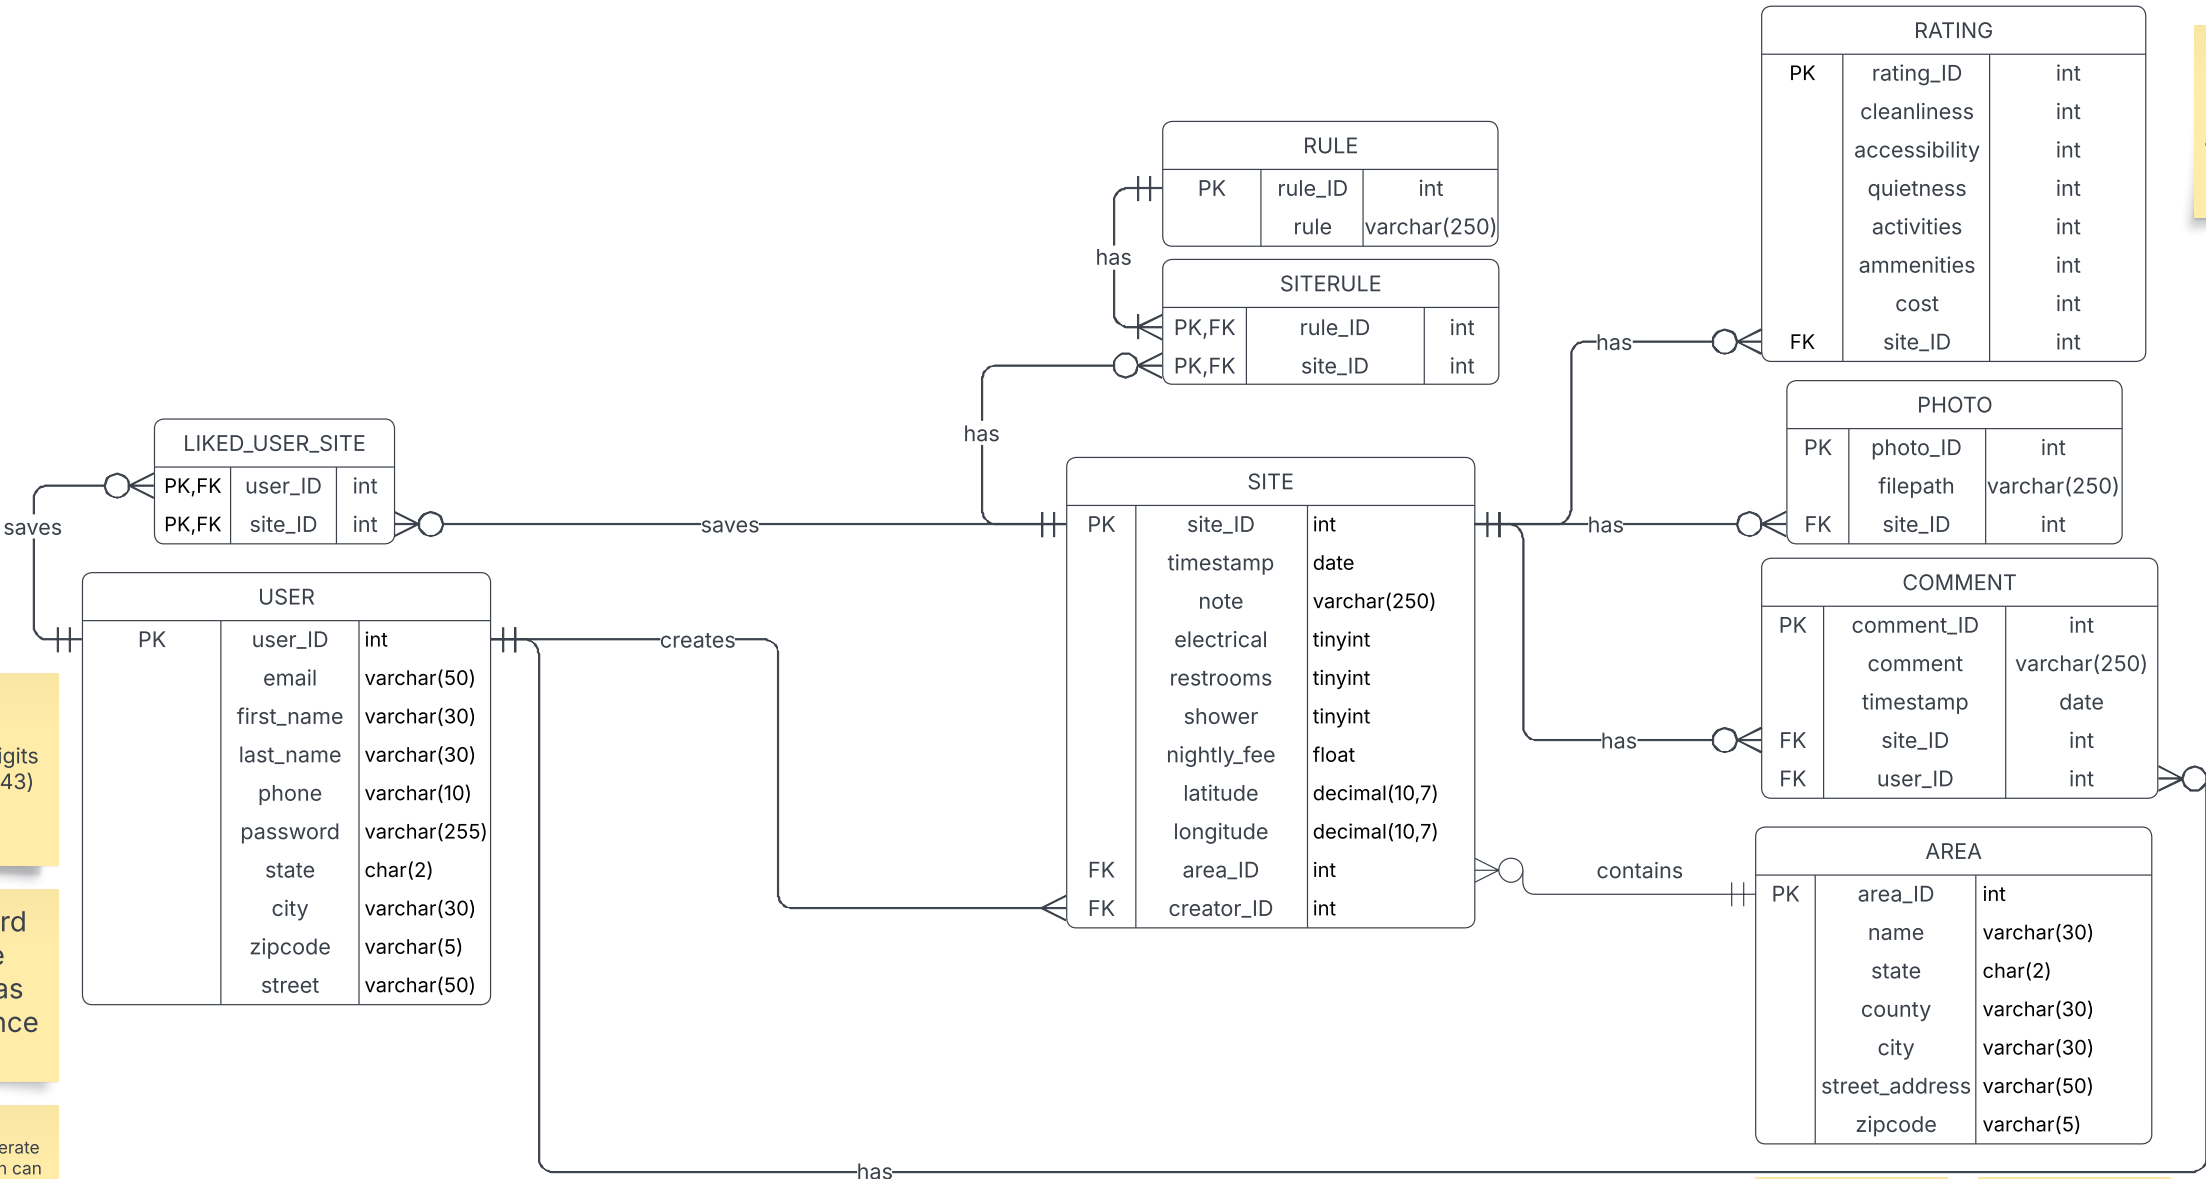 RATING
PK rating_ID int
cleanliness int
accessibility int
quietness int
activities int
ammenities int
cost int
FK site_ID int
RULE
PK rule_ID int
rule varchar(250)
has
SITERULE
PK,FK rule_ID int
PK,FK site_ID int
has
has
PHOTO
PK photo_ID int
filepath varchar(250)
FK site_ID int
has
LIKED_USER_SITE
PK,FK user_ID int
PK,FK site_ID int
saves
saves
USER
PK user_ID int
email varchar(50)
first_name varchar(30)
last_name varchar(30)
phone varchar(10)
password varchar(255)
state char(2)
city varchar(30)
zipcode varchar(5)
street varchar(50)
creates
SITE
PK site_ID int
timestamp date
note varchar(250)
electrical tinyint
restrooms tinyint
shower tinyint
nightly_fee float
latitude decimal(10,7)
longitude decimal(10,7)
FK area_ID int
FK creator_ID int
COMMENT
PK comment_ID int
comment varchar(250)
timestamp date
FK site_ID int
FK user_ID int
has
contains
AREA
PK area_ID int
name varchar(30)
state char(2)
county varchar(30)
city varchar(30)
street_address varchar(50)
zipcode varchar(5)
has
igits
43)
rd
e
as
nce
erate
n can